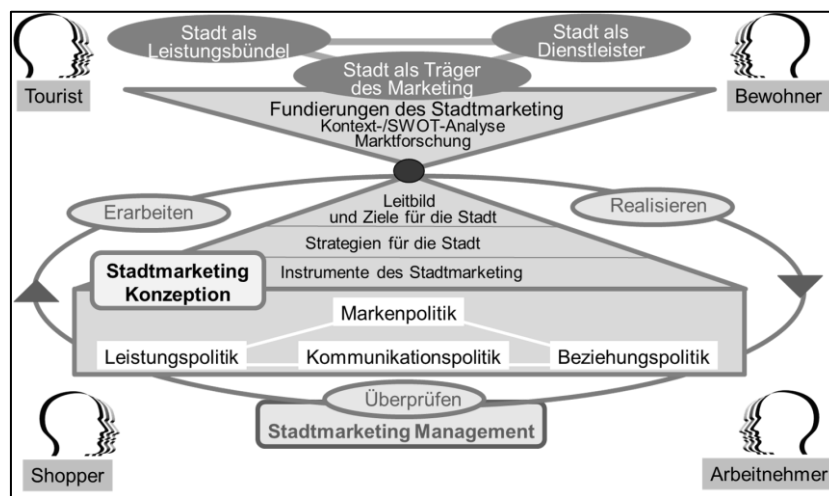 Stadt als
Leistungsbündel
Stadt als
Dienstleister
Stadt als Träger
des Marketing
Tourist
Bewohner
Fundierungen des Stadtmarketing
Kontext-/SWOT-Analyse
Marktforschung
Erarbeiten
Realisieren
Leitbild
und Ziele für die Stadt
Strategien für die Stadt
Instrumente des Stadtmarketing
Stadtmarketing
Konzeption
Markenpolitik
Leistungspolitik
Kommunikationspolitik
Beziehungspolitik
Überprüfen
Stadtmarketing Management
Shopper
Arbeitnehmer